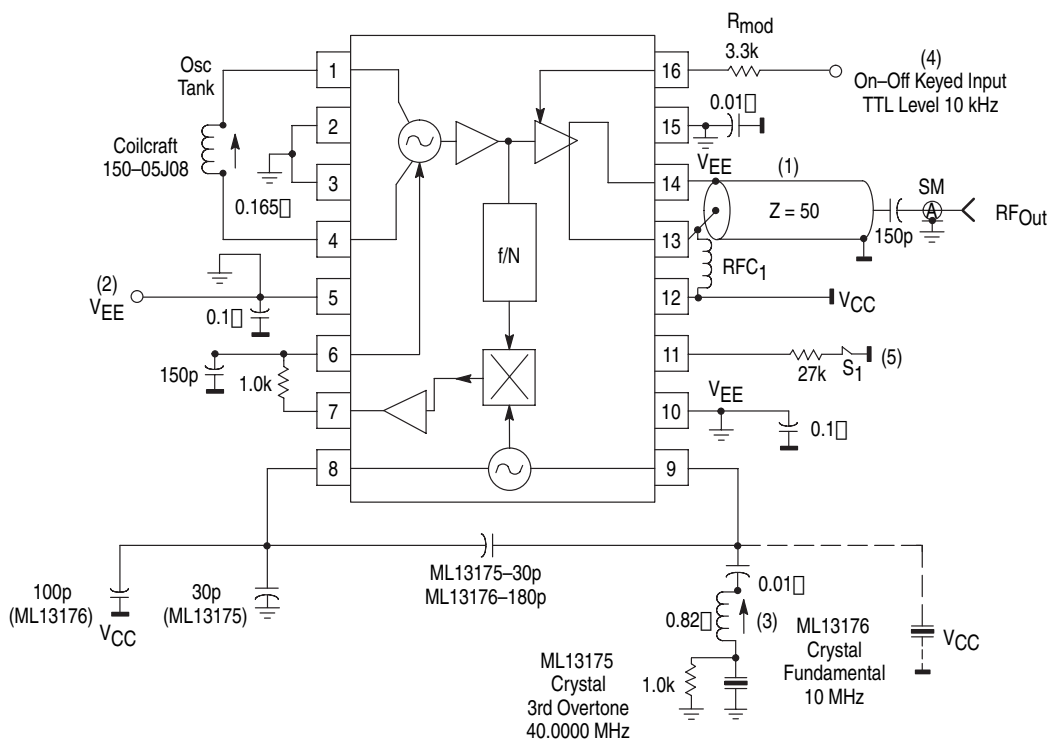 Osc
Tank
Coilcraft
150–05J08
0.165▯
1
2
3
4
5
6
7
8
16
15
14
13
12
11
10
9
f/N
Rmod
3.3k
(4)
On–Off Keyed Input
TTL Level 10 kHz
0.01▯
VEE
(1)
Z = 50
150p
SM
A
RFOut
RFC1
VCC
27k
S1
(5)
VEE
0.1▯
(2)
VEE
0.1▯
150p
1.0k
100p
(ML13176)
VCC
30p
(ML13175)
ML13175–30p
ML13176–180p
0.01▯
0.82▯
(3)
1.0k
ML13175
Crystal
3rd Overtone
40.0000 MHz
ML13176
Crystal
Fundamental
10 MHz
VCC